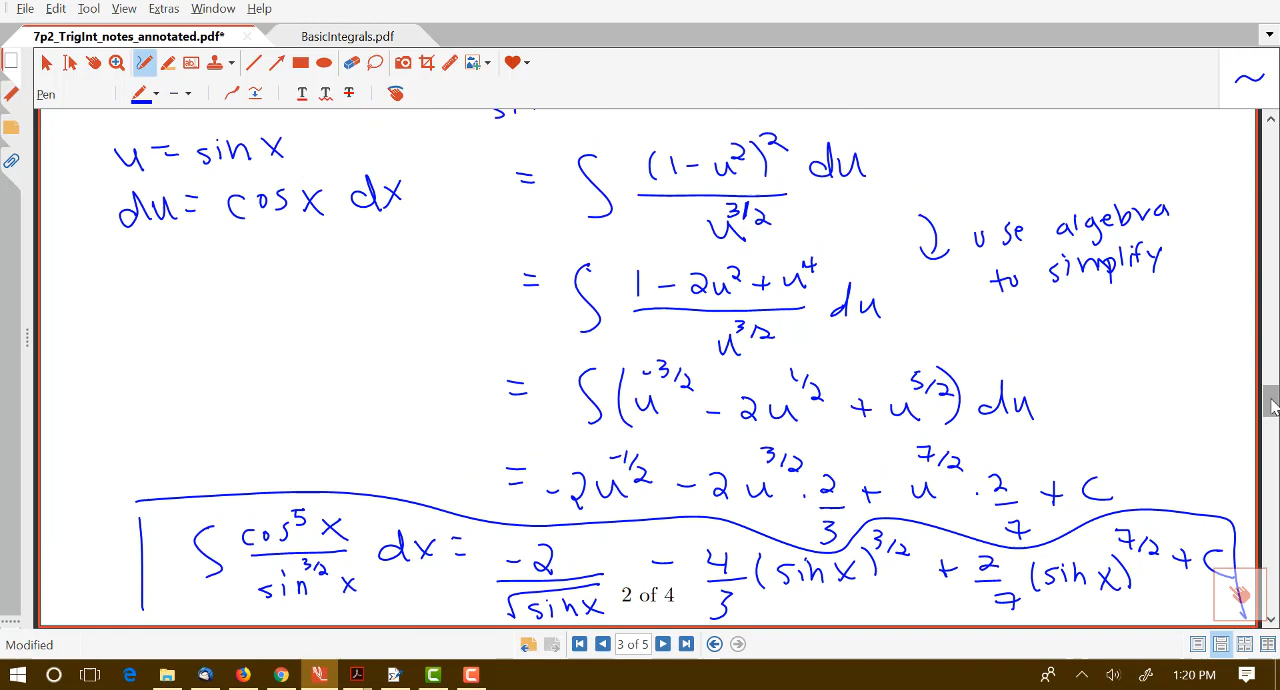 File Edit Tool View Extras Window Help
7p2_TrigInt_notes_annotated.pdf* BasicIntegrals.pdf
Pen
u = sin x
du = cos x dx
= ∫ (1 - u²)² / u^(3/2) du
use algebra
to simplify
= ∫ (1 - 2u² + u⁴) / u^(3/2) du
= ∫ (u^(-3/2) - 2u^(1/2) + u^(5/2)) du
= -2u^(-1/2) - 2u^(3/2) · 2/3 + u^(7/2) · 2/7 + C
∫ cos⁵ x / sin^(3/2) x dx = -2 / √sin x - 4/3 (sin x)^(3/2) + 2/7 (sin x)^(7/2) + C
2 of 4
Modified 3 of 5
1:20 PM